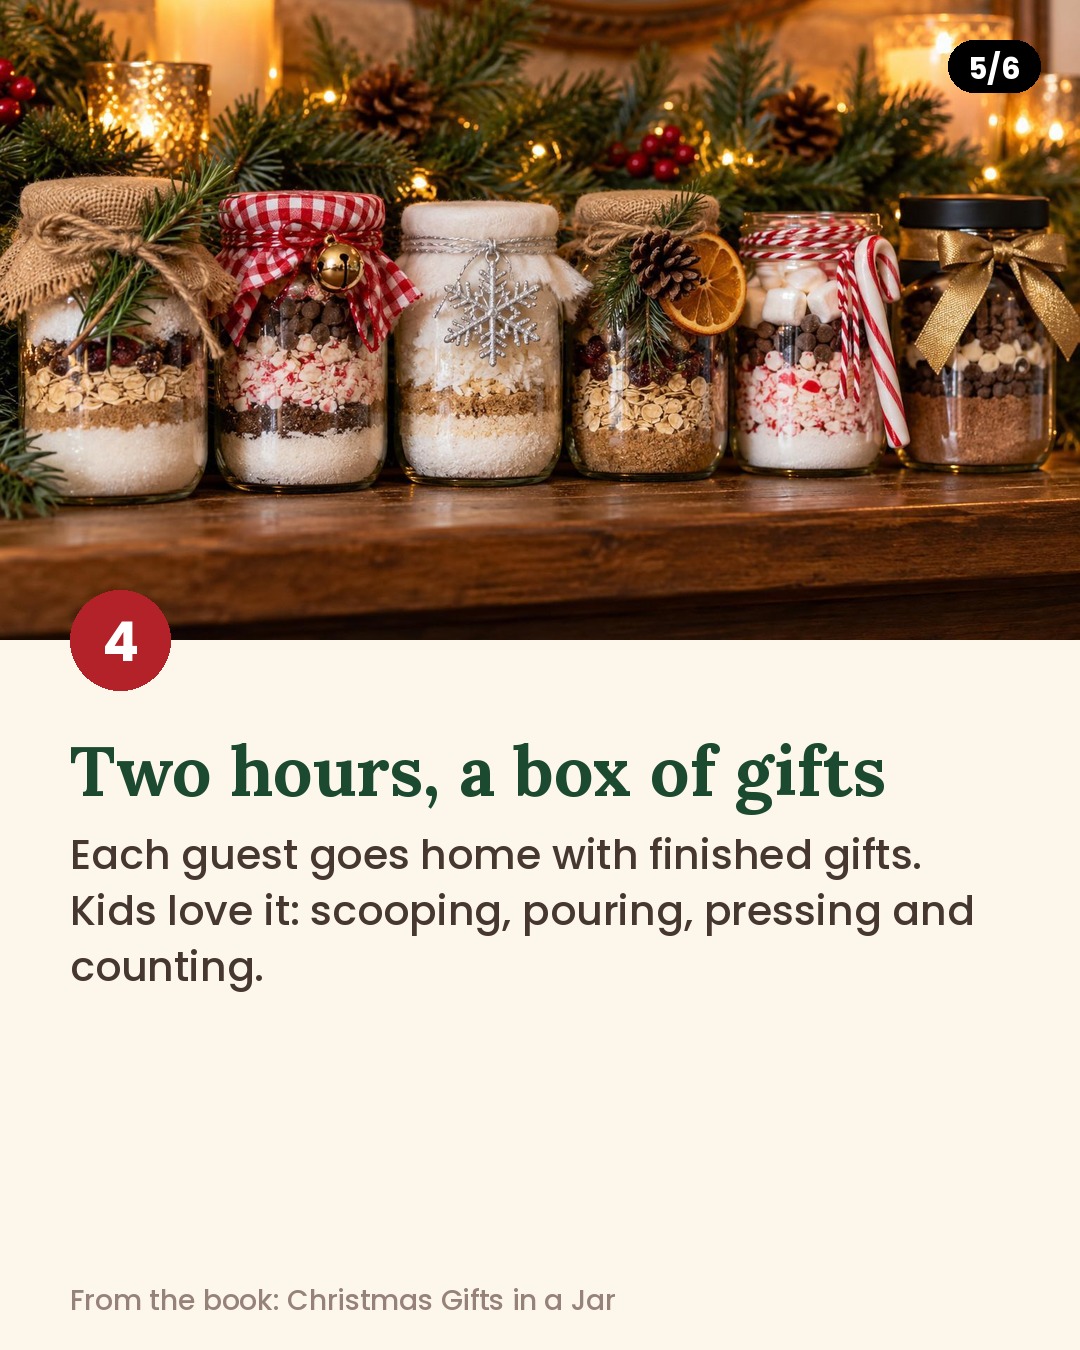 5/6
4
Two hours, a box of gifts
Each guest goes home with finished gifts.
Kids love it: scooping, pouring, pressing and
counting.
From the book: Christmas Gifts in a Jar